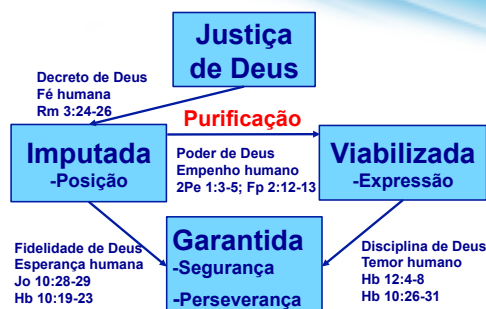 Justiça
de Deus
Decreto de Deus
Fé humana
Rm 3:24-26
Purificação
Imputada
-Posição
Poder de Deus
Empenho humano
2Pe 1:3-5; Fp 2:12-13
Viabilizada
-Expressão
Fidelidade de Deus
Esperança humana
Jo 10:28-29
Hb 10:19-23
Garantida
-Segurança
-Perseverança
Disciplina de Deus
Temor humano
Hb 12:4-8
Hb 10:26-31